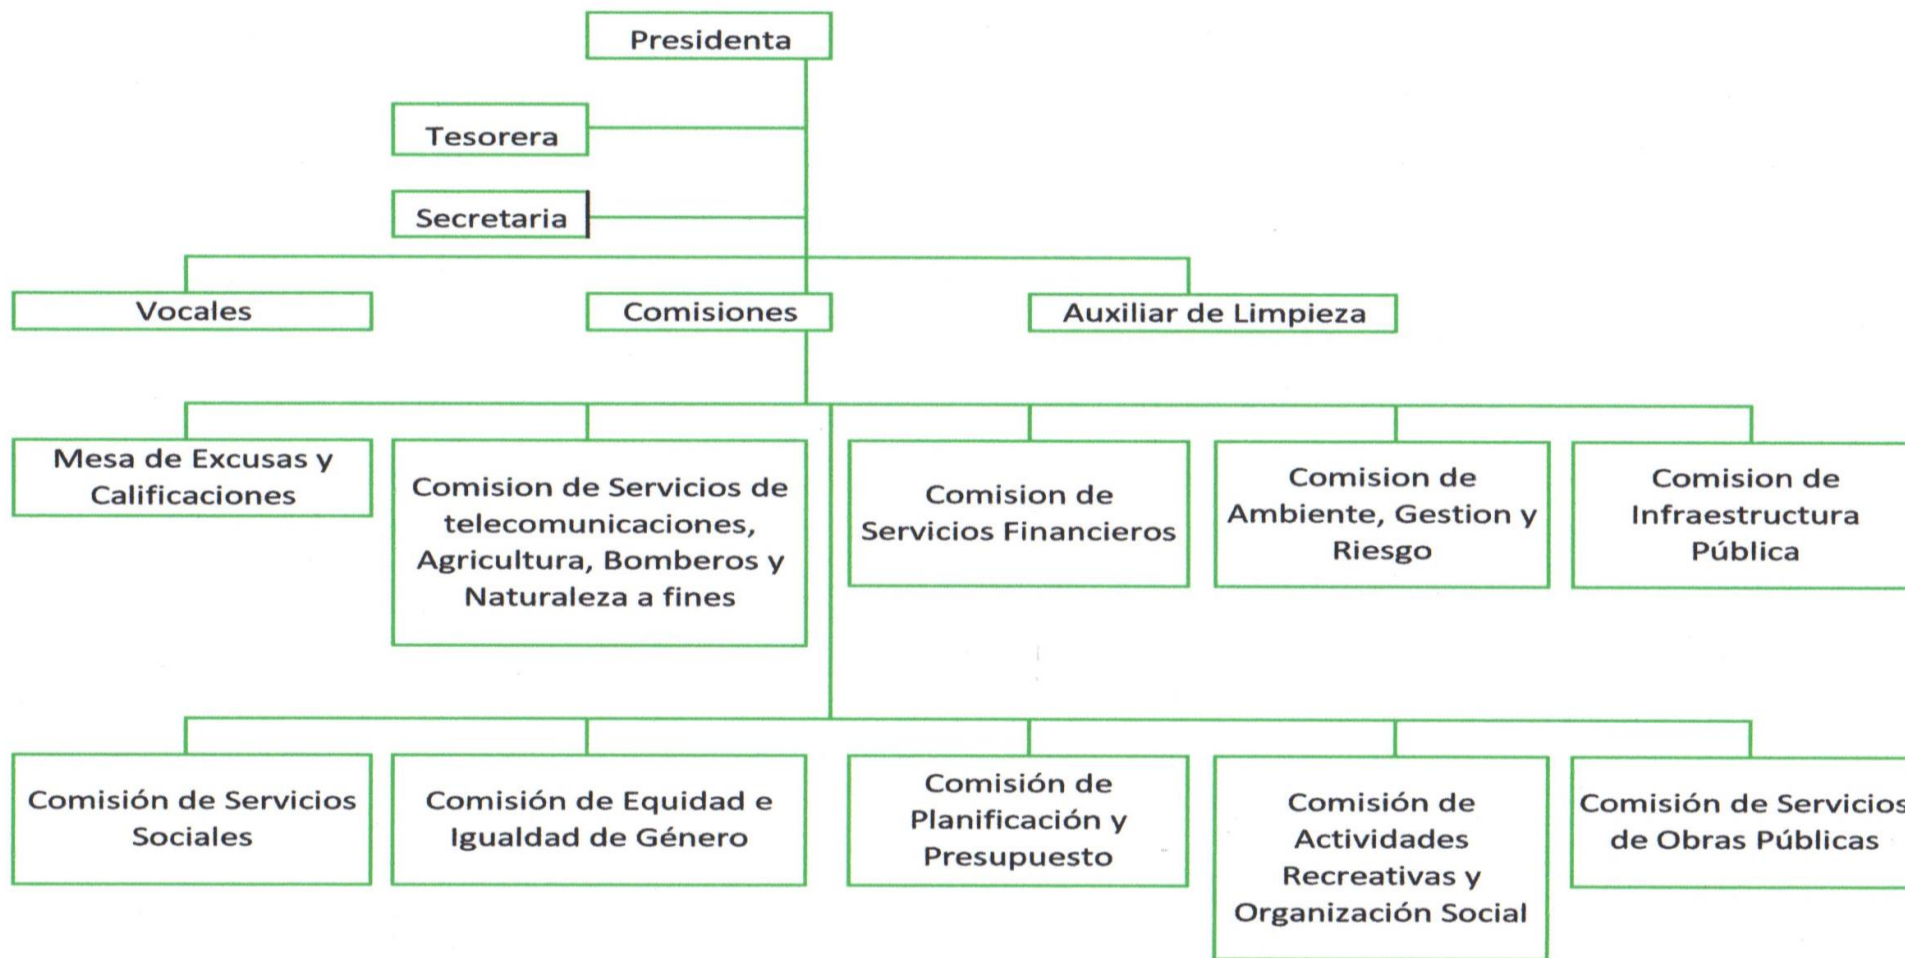 Presidenta
Tesorera
Secretaria
Vocales
Comisiones
Auxiliar de Limpieza
Mesa de Excusas y
Calificaciones
Comision de Servicios de
telecomunicaciones,
Agricultura, Bomberos y
Naturaleza a fines
Comision de
Servicios Financieros
Comision de
Ambiente, Gestion y
Riesgo
Comision de
Infraestructura
Pública
Comisión de Servicios
Sociales
Comisión de Equidad e
Igualdad de Género
Comisión de
Planificación y
Presupuesto
Comisión de
Actividades
Recreativas y
Organización Social
Comisión de Servicios
de Obras Públicas